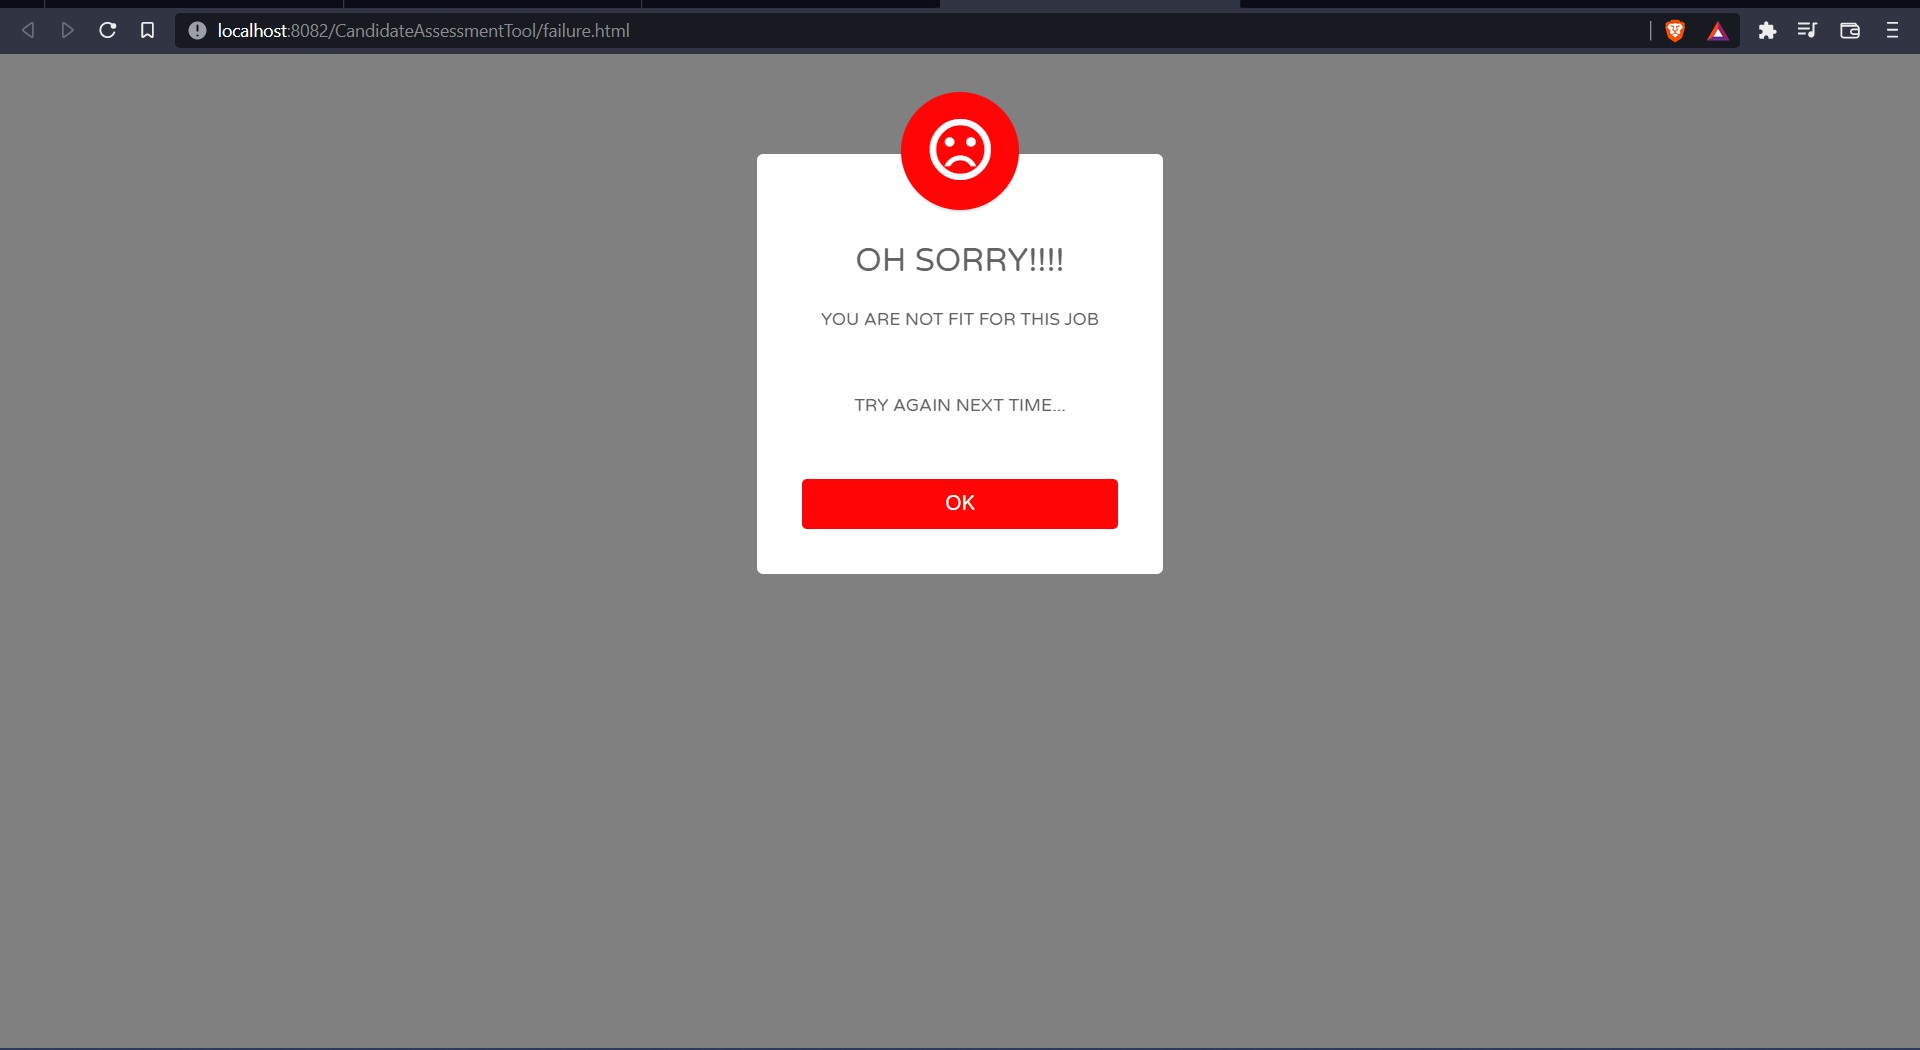 localhost:8082/CandidateAssessmentTool/failure.html
OH SORRY!!!!
YOU ARE NOT FIT FOR THIS JOB
TRY AGAIN NEXT TIME...
OK